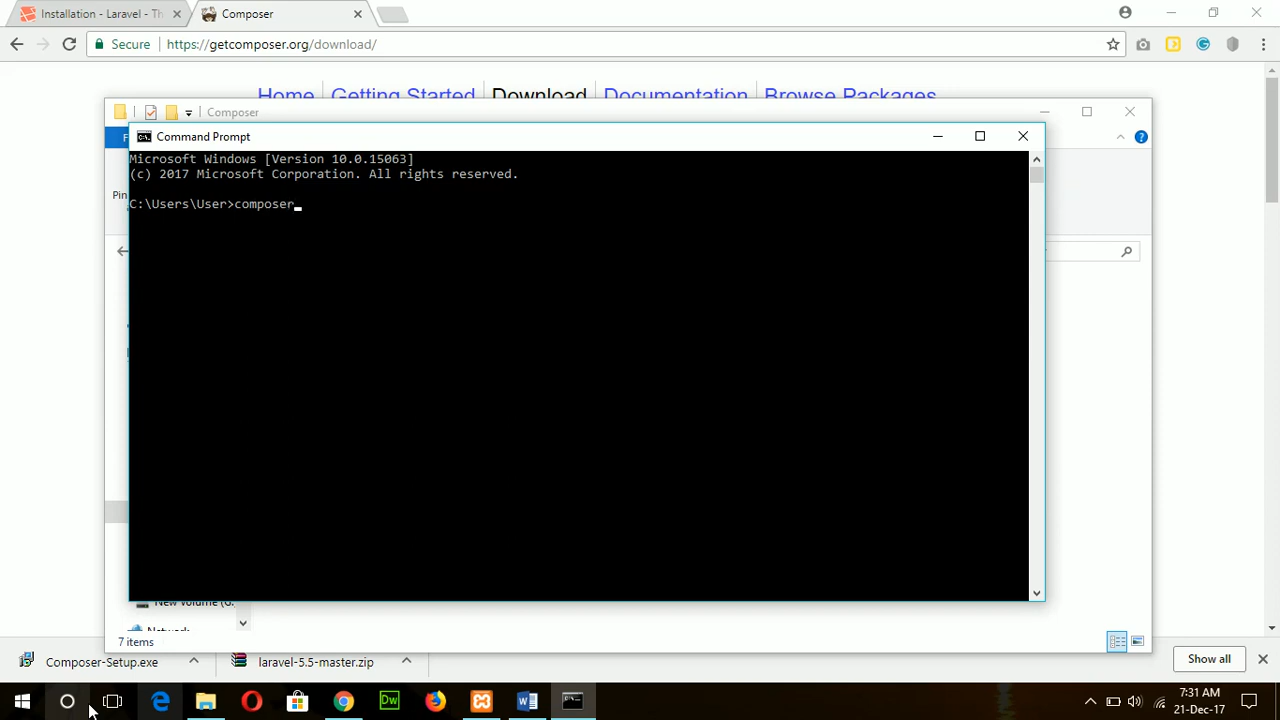 Installation - Laravel - Th
Composer
Secure
https://getcomposer.org/download/
Home
Getting Started
Download
Documentation
Browse Packages
Composer
F
Command Prompt
Microsoft Windows [Version 10.0.15063]
(c) 2017 Microsoft Corporation. All rights reserved.
Pin
C:\Users\User>composer
New Volume (G:
Network
7 items
Composer-Setup.exe
laravel-5.5-master.zip
Show all
Dw
7:31 AM
21-Dec-17